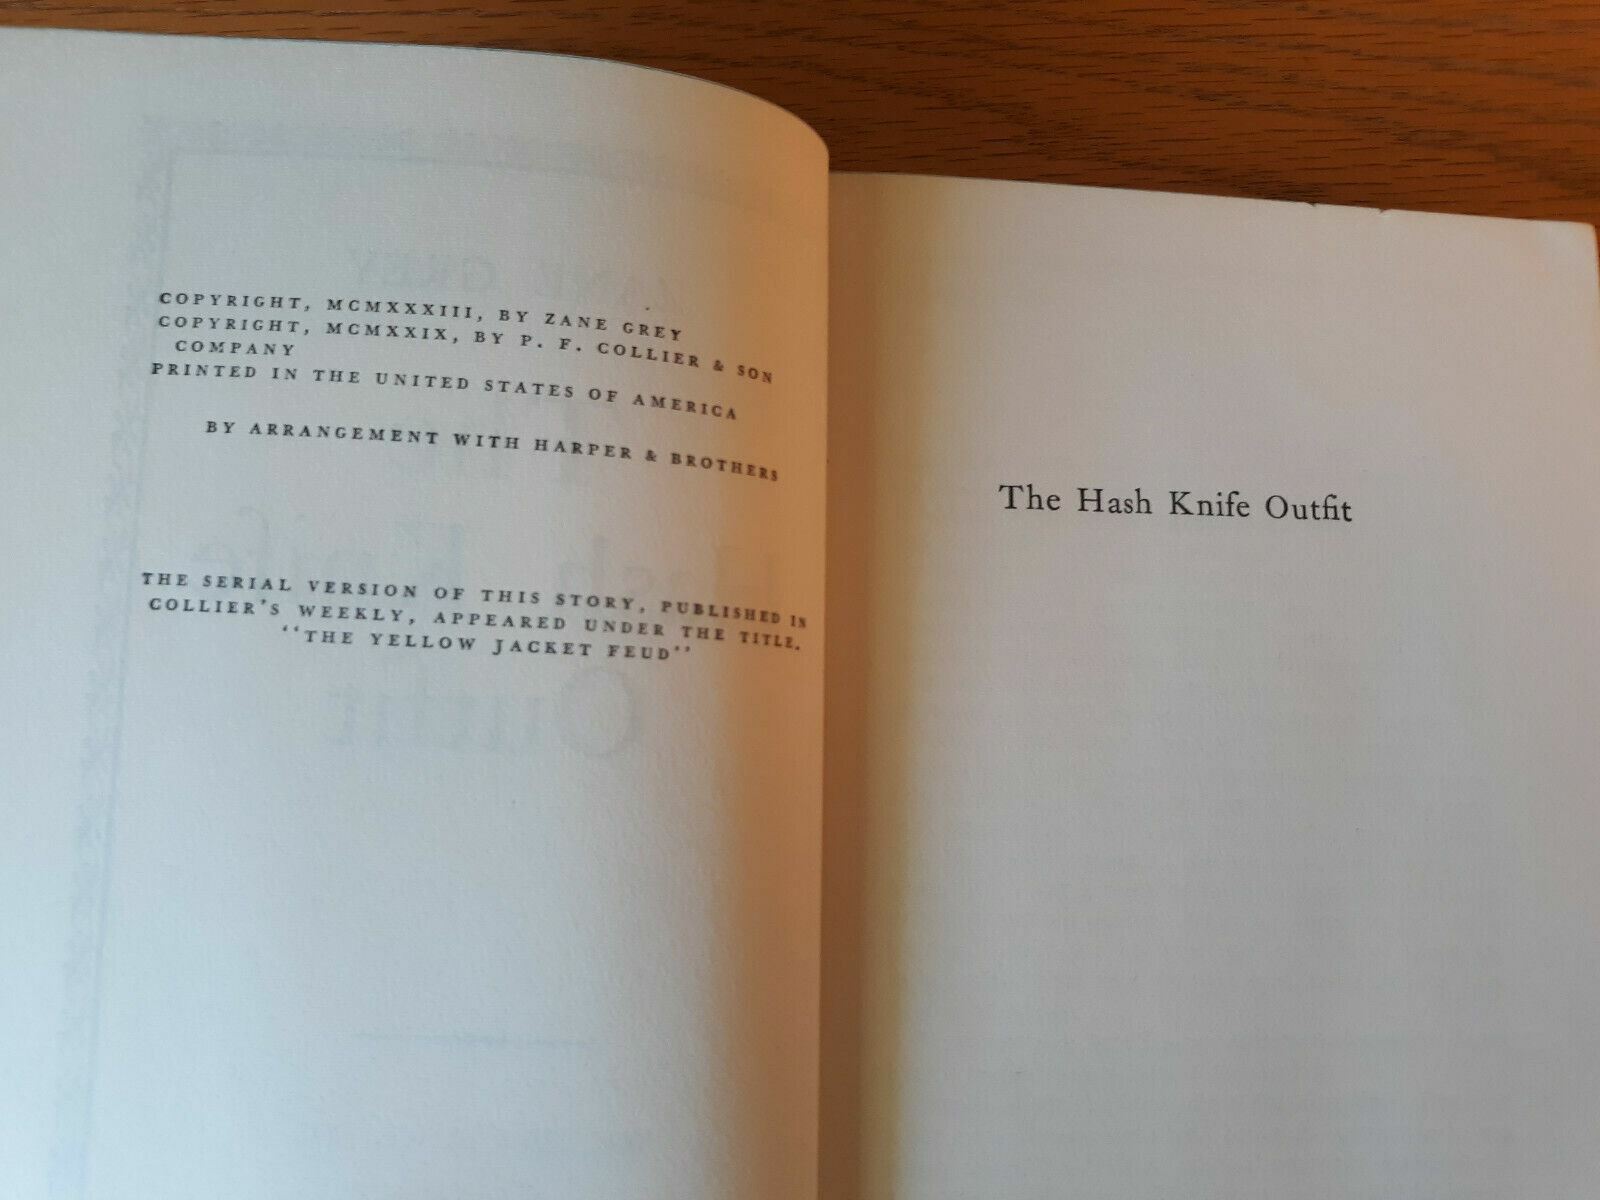 COPYRIGHT, MCMXXXIII, BY ZANE GREY
COPYRIGHT, MCMXXIX, BY P. F. COLLIER & SON
COMPANY
PRINTED IN THE UNITED STATES OF AMERICA
BY ARRANGEMENT WITH HARPER & BROTHERS
THE SERIAL VERSION OF THIS STORY, PUBLISHED IN
COLLIER'S WEEKLY, APPEARED UNDER THE TITLE.
"THE YELLOW JACKET FEUD"
The Hash Knife Outfit